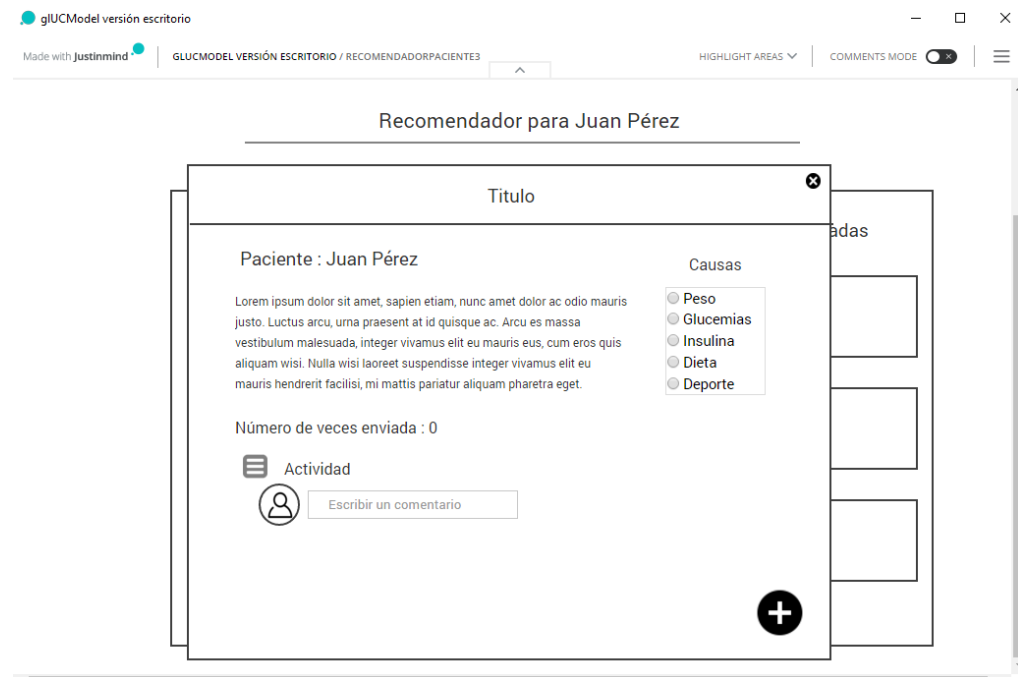 glUCModel versión escritorio
Made with Justinmind
GLUCMODEL VERSIÓN ESCRITORIO / RECOMENDADORPACIENTE3
HIGHLIGHT AREAS
COMMENTS MODE
Recomendador para Juan Pérez
Titulo
adas
Paciente : Juan Pérez
Causas
Lorem ipsum dolor sit amet, sapien etiam, nunc amet dolor ac odio mauris
justo. Luctus arcu, urna praesent at id quisque ac. Arcu es massa
vestibulum malesuada, integer vivamus elit eu mauris eus, cum eros quis
aliquam wisi. Nulla wisi laoreet suspendisse integer vivamus elit eu
mauris hendrerit facilisi, mi mattis pariatur aliquam pharetra eget.
Peso
Glucemias
Insulina
Dieta
Deporte
Número de veces enviada : 0
Actividad
Escribir un comentario